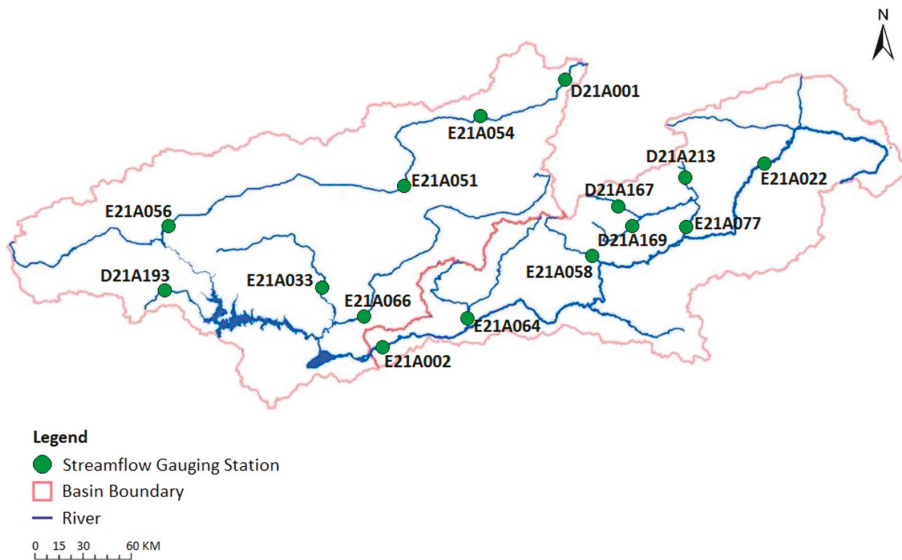 N
D21A001
E21A054
D21A213
E21A051
E21A022
D21A167
E21A056
E21A077
D21A169
E21A058
D21A193
E21A033
E21A066
E21A064
E21A002
Legend
Streamflow Gauging Station
Basin Boundary
River
0 15 30 60 KM